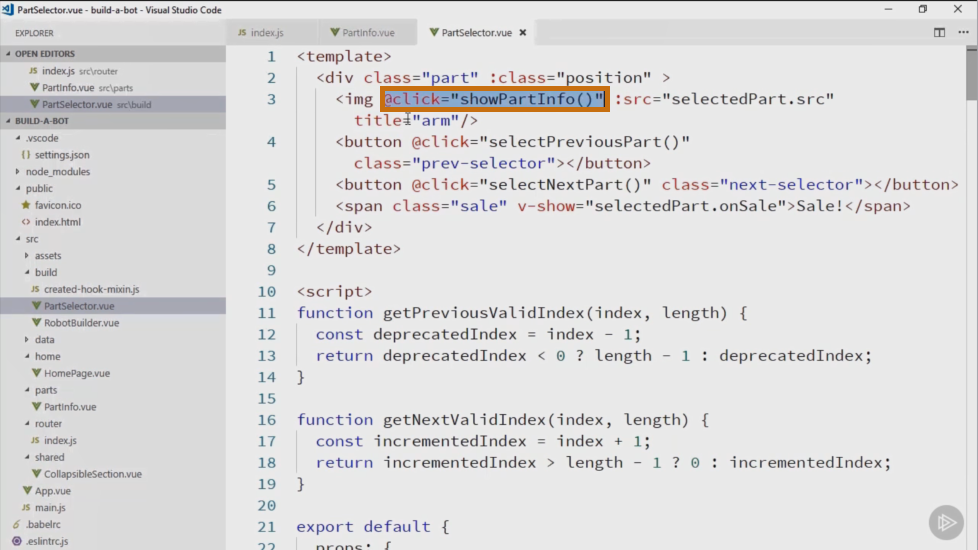 PartSelector.vue - build-a-bot - Visual Studio Code
EXPLORER
OPEN EDITORS
JS index.js src\router
PartInfo.vue src\parts
PartSelector.vue src\build
BUILD-A-BOT
.vscode
{} settings.json
node_modules
public
favicon.ico
<> index.html
src
assets
build
JS created-hook-mixin.js
PartSelector.vue
RobotBuilder.vue
data
home
HomePage.vue
parts
PartInfo.vue
router
JS index.js
shared
CollapsibleSection.vue
App.vue
JS main.js
.babelrc
.eslintrc.js
JS index.js
PartInfo.vue
PartSelector.vue
1 <template>
2 <div class="part" :class="position" >
3 <img @click="showPartInfo()" :src="selectedPart.src"
title="arm"/>
4 <button @click="selectPreviousPart()"
class="prev-selector"></button>
5 <button @click="selectNextPart()" class="next-selector"></button>
6 <span class="sale" v-show="selectedPart.onSale">Sale!</span>
7 </div>
8 </template>
9
10 <script>
11 function getPreviousValidIndex(index, length) {
12 const deprecatedIndex = index - 1;
13 return deprecatedIndex < 0 ? length - 1 : deprecatedIndex;
14 }
15
16 function getNextValidIndex(index, length) {
17 const incrementedIndex = index + 1;
18 return incrementedIndex > length - 1 ? 0 : incrementedIndex;
19 }
20
21 export default {
22 props: {